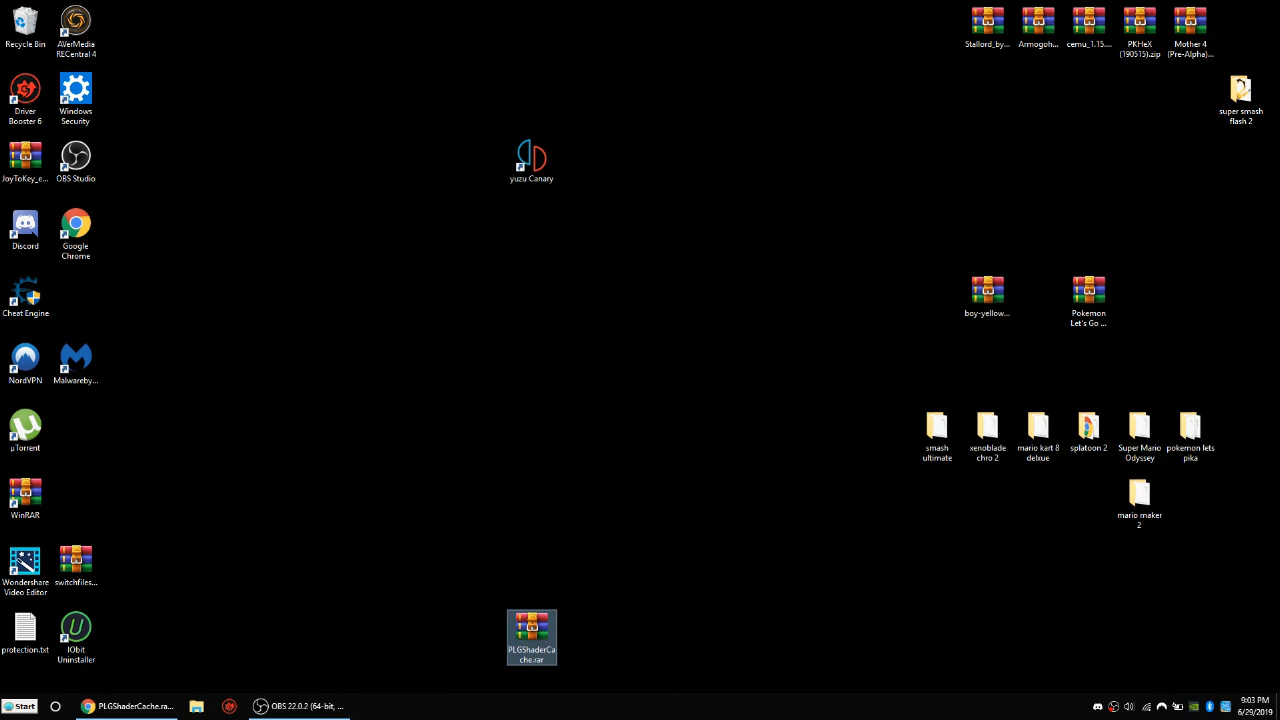 Recycle Bin
AVerMedia
RECentral 4
Driver
Booster 6
Windows
Security
JoyToKey_e...
OBS Studio
Discord
Google
Chrome
Cheat Engine
NordVPN
Malwareby...
µTorrent
WinRAR
Wondershare
Video Editor
switchfiles...
protection.txt
IObit
Uninstaller
yuzu Canary
PLGShaderCa
che.rar
Stallord_by...
Armogoh...
cemu_1.15....
PKHeX
(190515).zip
Mother 4
(Pre-Alpha)....
super smash
flash 2
boy-yellow...
Pokemon
Let's Go ...
smash
ultimate
xenoblade
chro 2
mario kart 8
delxue
splatoon 2
Super Mario
Odyssey
pokemon lets
pika
mario maker
2
Start
PLGShaderCache.ra...
OBS 22.0.2 (64-bit, ...
9:03 PM
6/29/2019